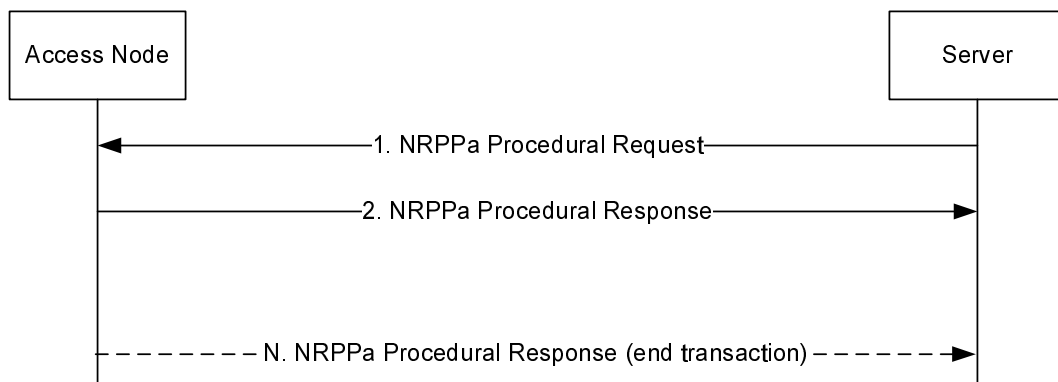 Access Node
Server
1. NRPPa Procedural Request
2. NRPPa Procedural Response
N. NRPPa Procedural Response (end transaction)